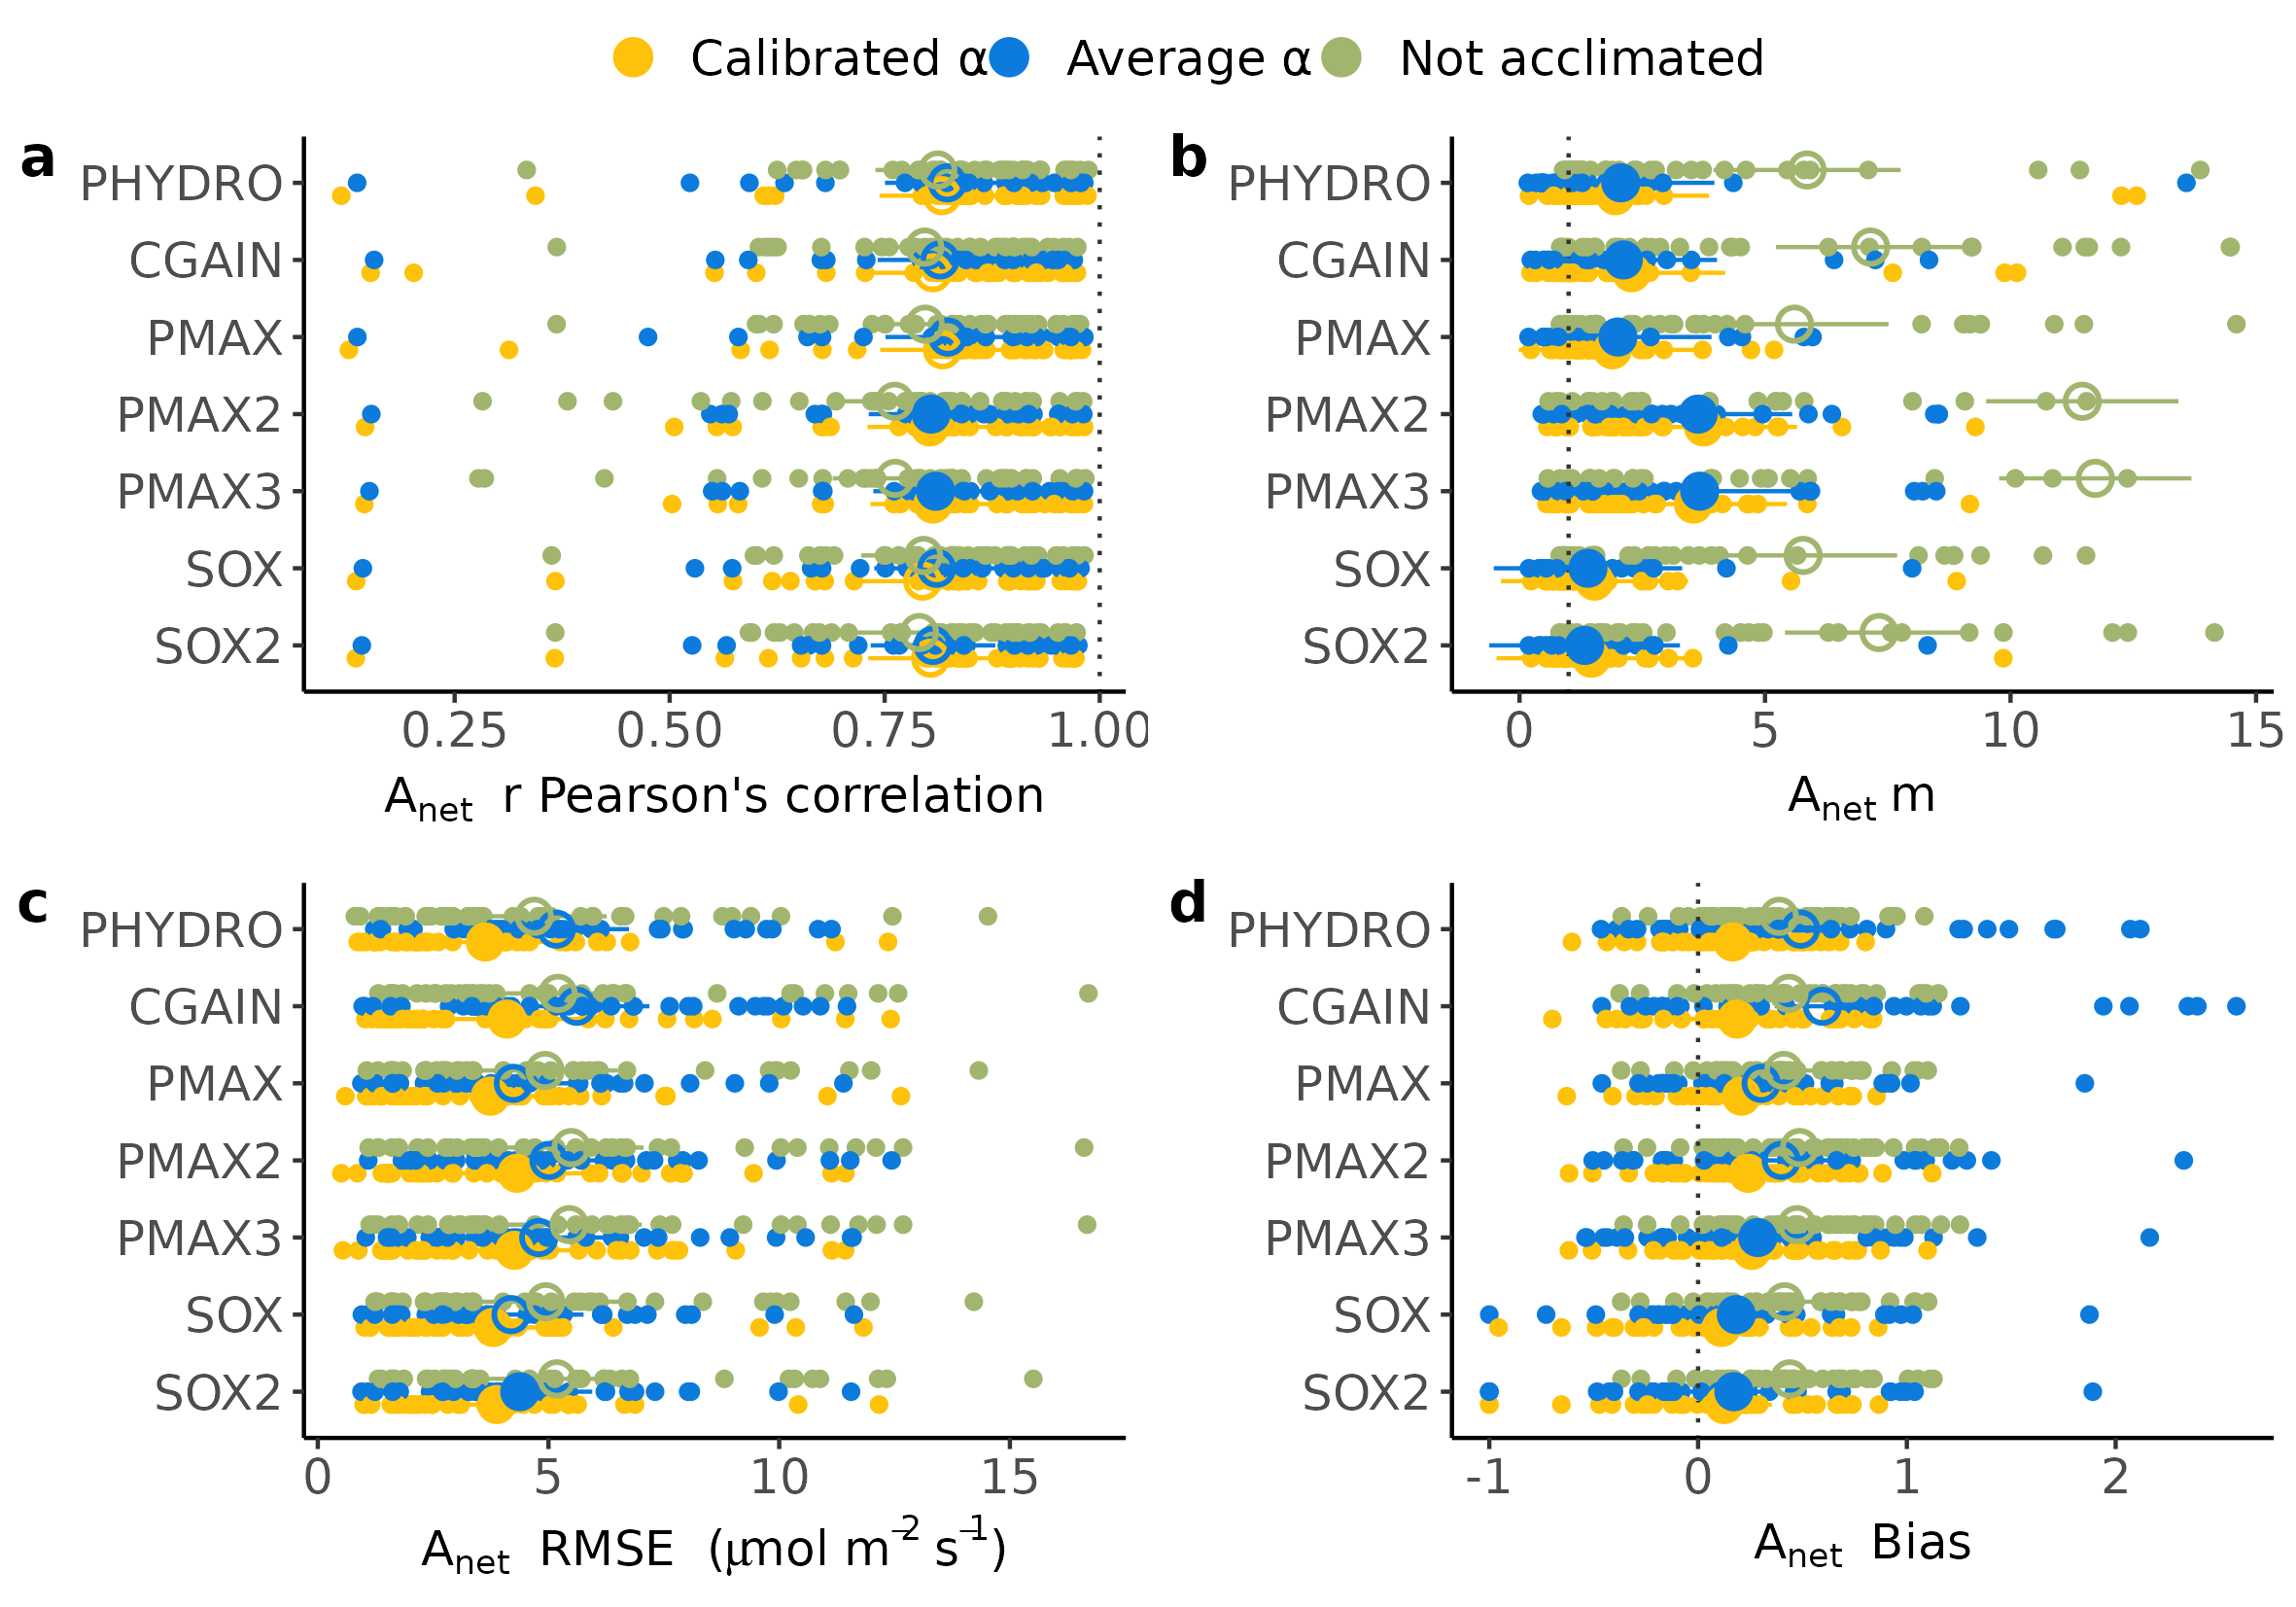 Calibrated α Average α Not acclimated
a
PHYDRO
CGAIN
PMAX
PMAX2
PMAX3
SOX
SOX2
0.25 0.50 0.75 1.00
Anet r Pearson's correlation
b
PHYDRO
CGAIN
PMAX
PMAX2
PMAX3
SOX
SOX2
0 5 10 15
Anet m
c
PHYDRO
CGAIN
PMAX
PMAX2
PMAX3
SOX
SOX2
0 5 10 15
Anet RMSE (μmol m−2 s−1)
d
PHYDRO
CGAIN
PMAX
PMAX2
PMAX3
SOX
SOX2
-1 0 1 2
Anet Bias